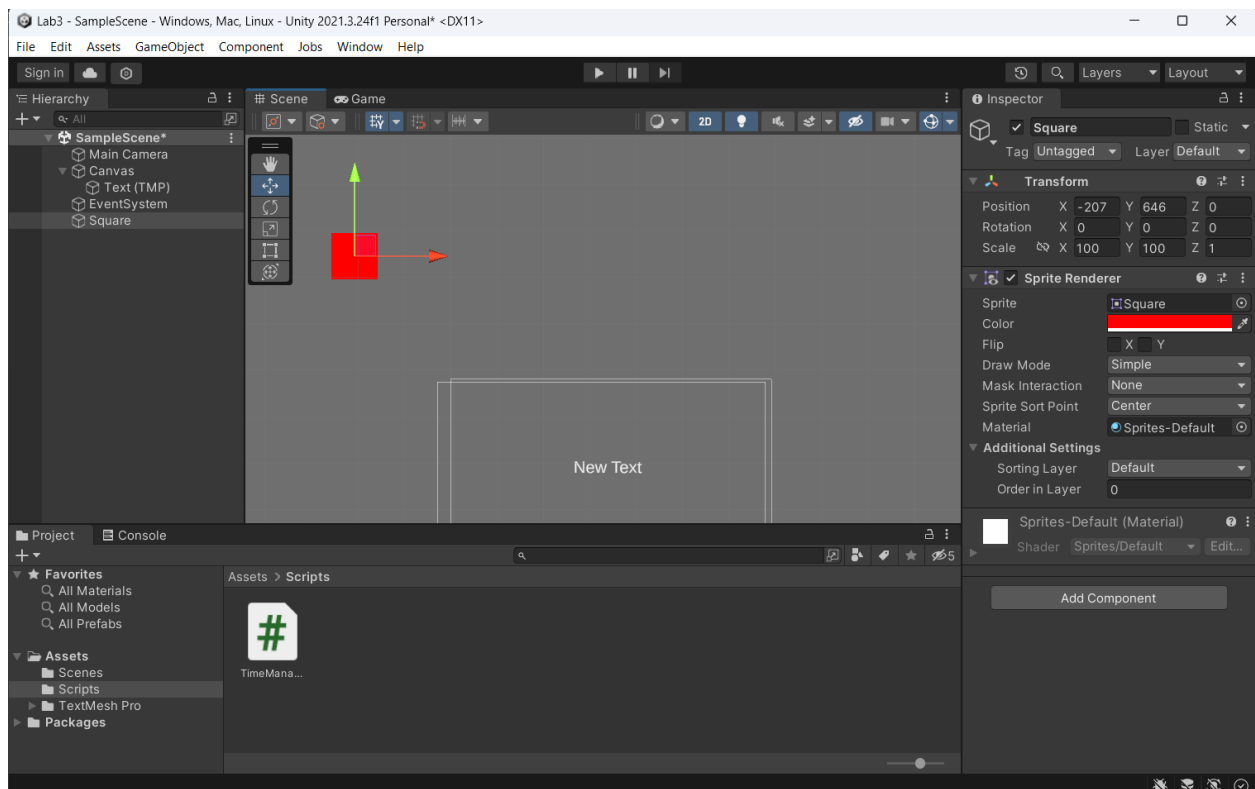 Lab3 - SampleScene - Windows, Mac, Linux - Unity 2021.3.24f1 Personal* <DX11>
File Edit Assets GameObject Component Jobs Window Help
Sign in
Layers Layout
Hierarchy
All
SampleScene*
Main Camera
Canvas
Text (TMP)
EventSystem
Square
Scene Game
2D
New Text
Inspector
Square Static
Tag Untagged Layer Default
Transform
Position X -207 Y 646 Z 0
Rotation X 0 Y 0 Z 0
Scale X 100 Y 100 Z 1
Sprite Renderer
Sprite Square
Color
Flip X Y
Draw Mode Simple
Mask Interaction None
Sprite Sort Point Center
Material Sprites-Default
Additional Settings
Sorting Layer Default
Order in Layer 0
Sprites-Default (Material)
Shader Sprites/Default Edit...
Add Component
Project Console
5
Favorites
All Materials
All Models
All Prefabs
Assets
Scenes
Scripts
TextMesh Pro
Packages
Assets > Scripts
#
TimeMana...